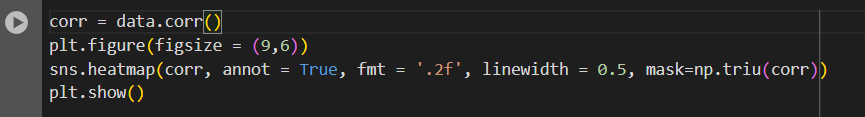 corr = data.corr()
plt.figure(figsize = (9,6))
sns.heatmap(corr, annot = True, fmt = '.2f', linewidth = 0.5, mask=np.triu(corr))
plt.show()